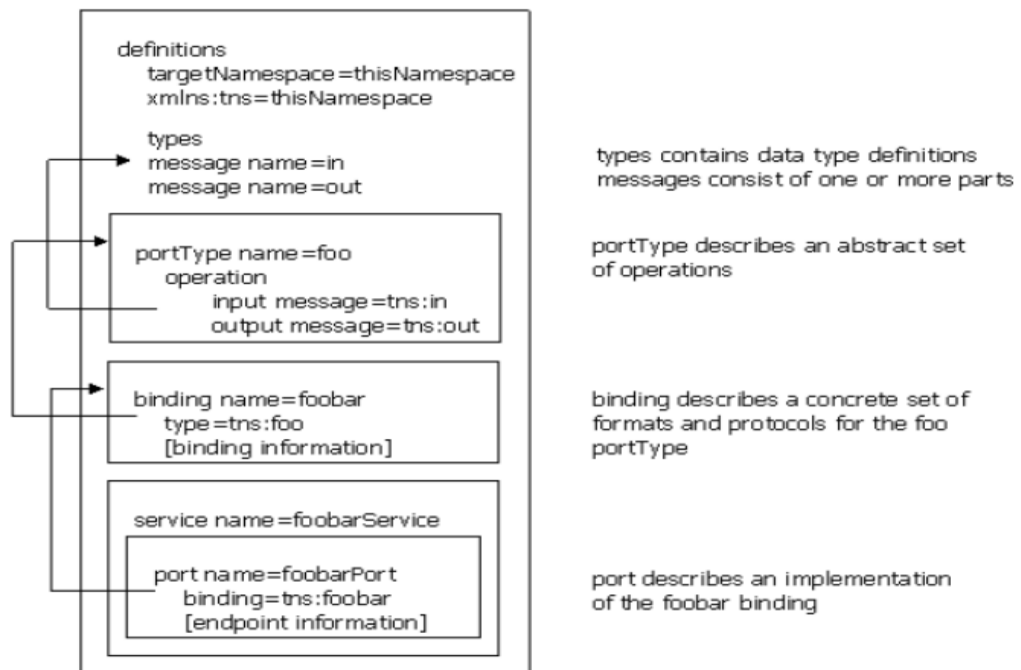 definitions
targetNamespace=thisNamespace
xmlns:tns=thisNamespace
types
message name=in
message name=out
types contains data type definitions
messages consist of one or more parts
portType name=foo
operation
input message=tns:in
output message=tns:out
portType describes an abstract set
of operations
binding name=foobar
type=tns:foo
[binding information]
binding describes a concrete set of
formats and protocols for the foo
portType
service name=foobarService
port name=foobarPort
binding=tns:foobar
[endpoint information]
port describes an implementation
of the foobar binding